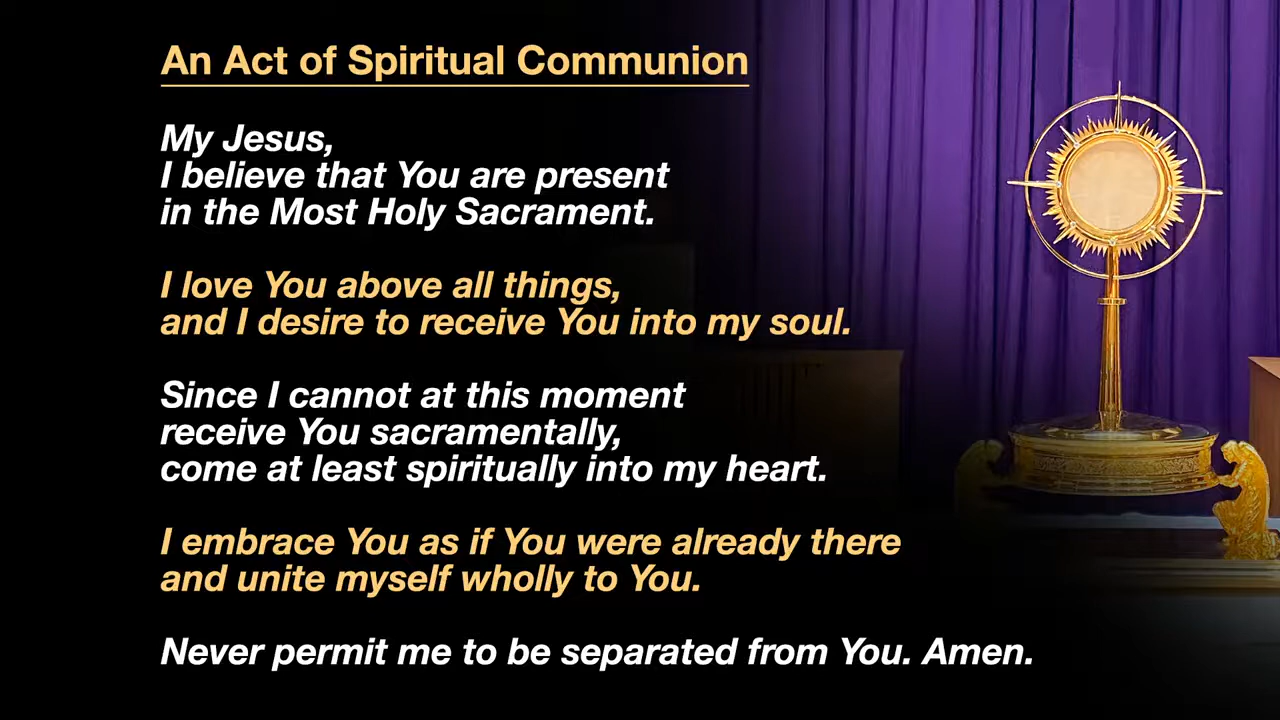 An Act of Spiritual Communion
My Jesus,
I believe that You are present
in the Most Holy Sacrament.
I love You above all things,
and I desire to receive You into my soul.
Since I cannot at this moment
receive You sacramentally,
come at least spiritually into my heart.
I embrace You as if You were already there
and unite myself wholly to You.
Never permit me to be separated from You. Amen.